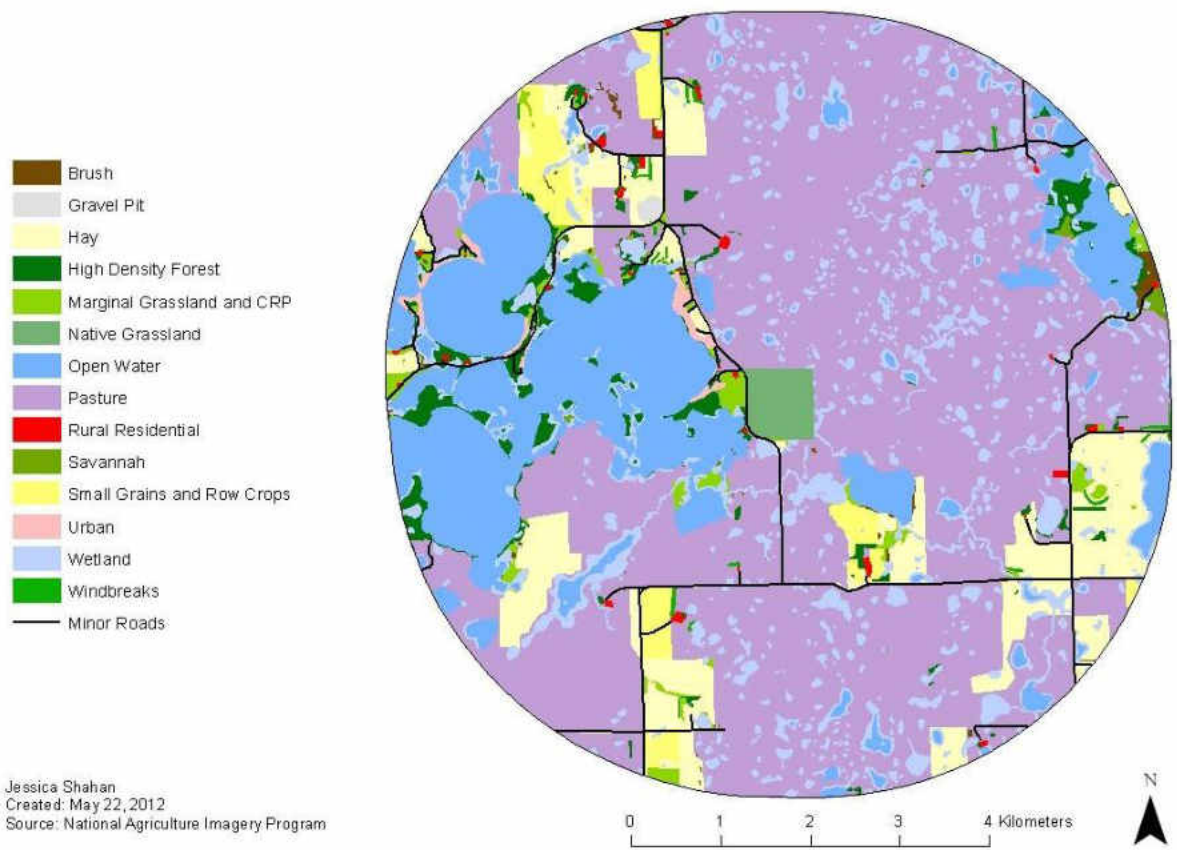 Brush
Gravel Pit
Hay
High Density Forest
Marginal Grassland and CRP
Native Grassland
Open Water
Pasture
Rural Residential
Savannah
Small Grains and Row Crops
Urban
Wetland
Windbreaks
Minor Roads
Jessica Shahan
Created: May 22, 2012
Source: National Agriculture Imagery Program
0 1 2 3 4 Kilometers
N